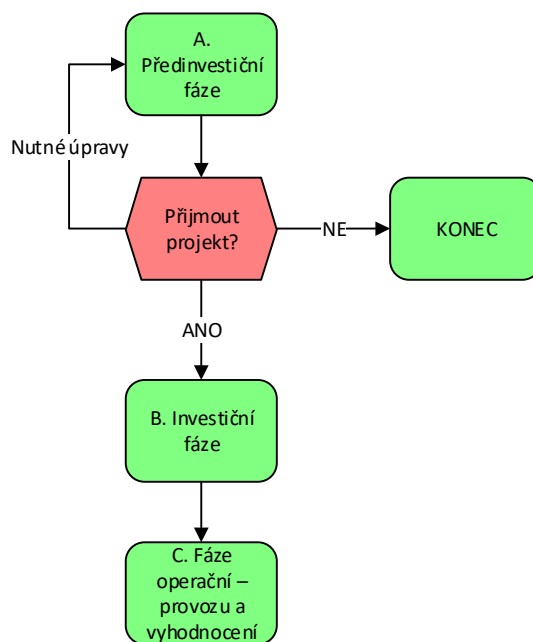 A.
Předinvestiční
fáze
Nutné úpravy
Přijmout
projekt?
NE
KONEC
ANO
B. Investiční
fáze
C. Fáze
operační –
provozu a
vyhodnocení